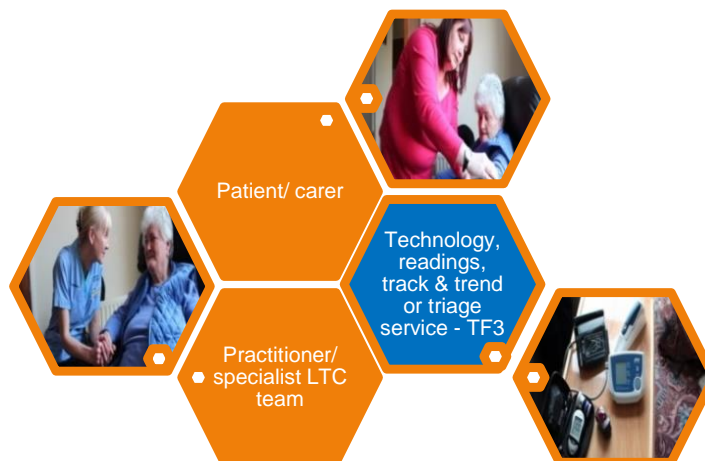 Patient/ carer
Technology,
readings,
track & trend
or triage
service - TF3
Practitioner/
specialist LTC
team